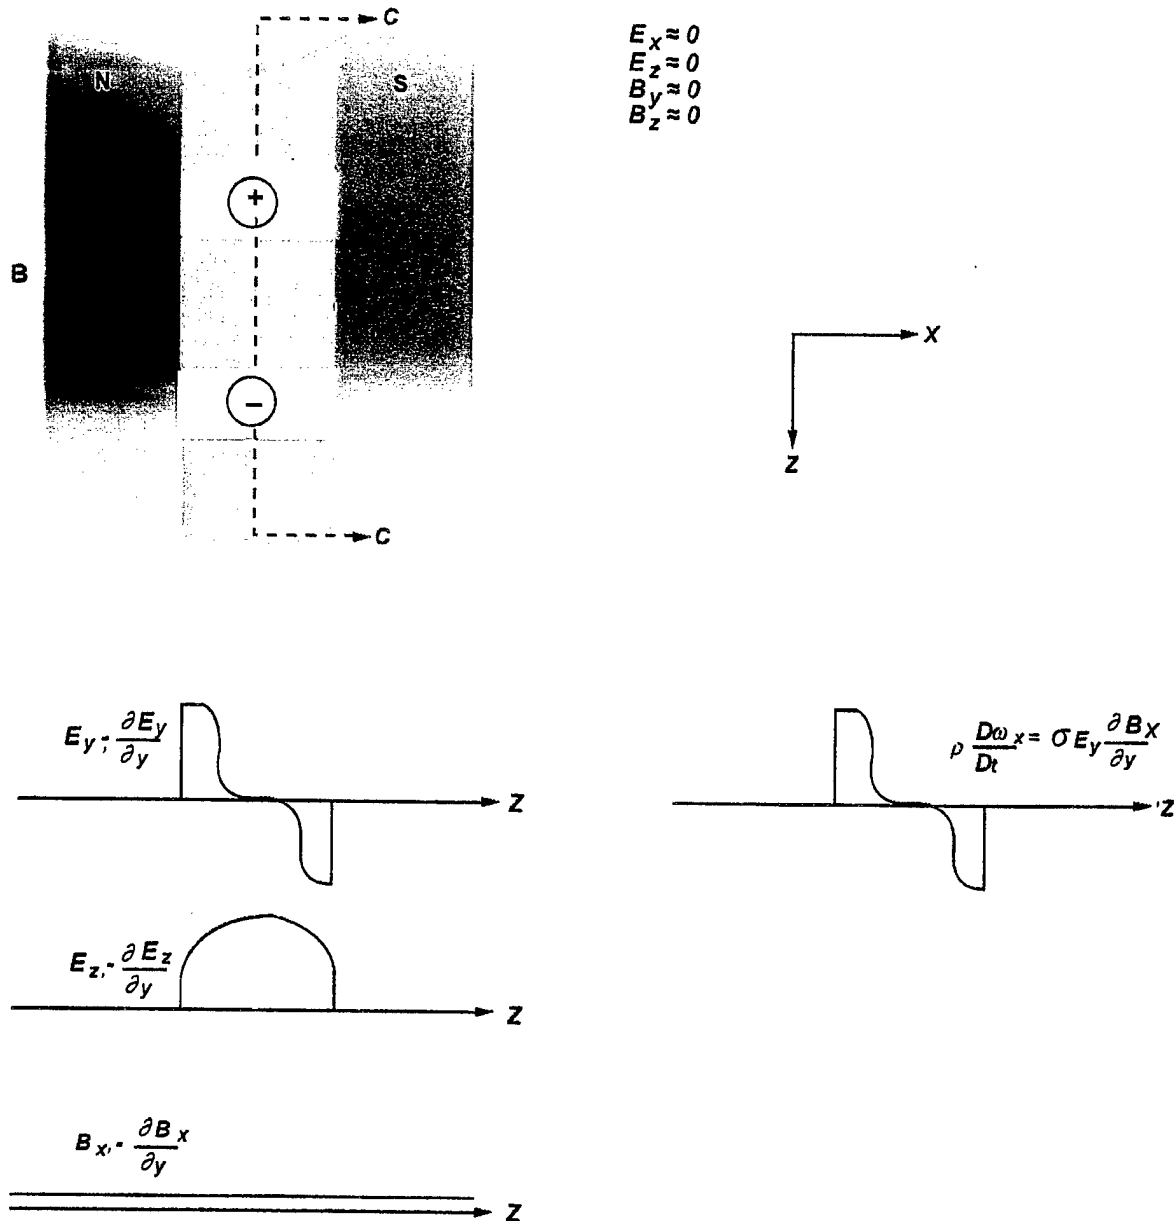 C
E_x ≈ 0
E_z ≈ 0
B_y ≈ 0
B_z ≈ 0
N
S
+
B
X
−
Z
C
E_y; ∂E_y/∂y
Z
ρ Dω_x/Dt = σ E_y ∂B_x/∂y
'Z
E_z, - ∂E_z/∂y
Z
B_x, - ∂B_x/∂y
Z